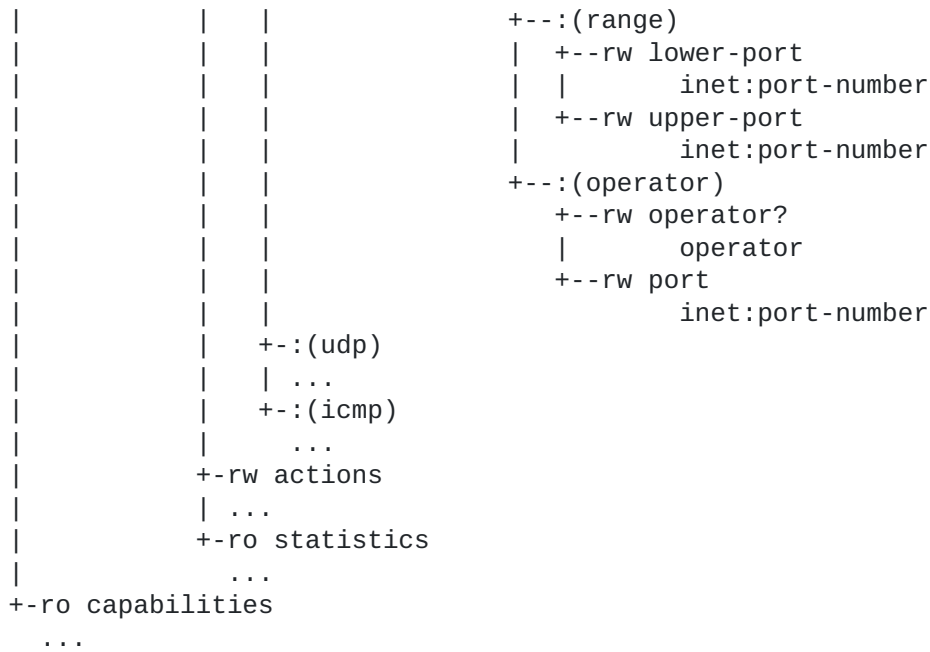 |           |   |               +--:(range)
|           |   |               |  +--rw lower-port
|           |   |               |  |       inet:port-number
|           |   |               |  +--rw upper-port
|           |   |               |          inet:port-number
|           |   |               +--:(operator)
|           |   |                  +--rw operator?
|           |   |                  |       operator
|           |   |                  +--rw port
|           |   |                          inet:port-number
|           |   +-:(udp)
|           |   | ...
|           |   +-:(icmp)
|           |     ...
|           +-rw actions
|           | ...
|           +-ro statistics
|             ...
+-ro capabilities
  ...